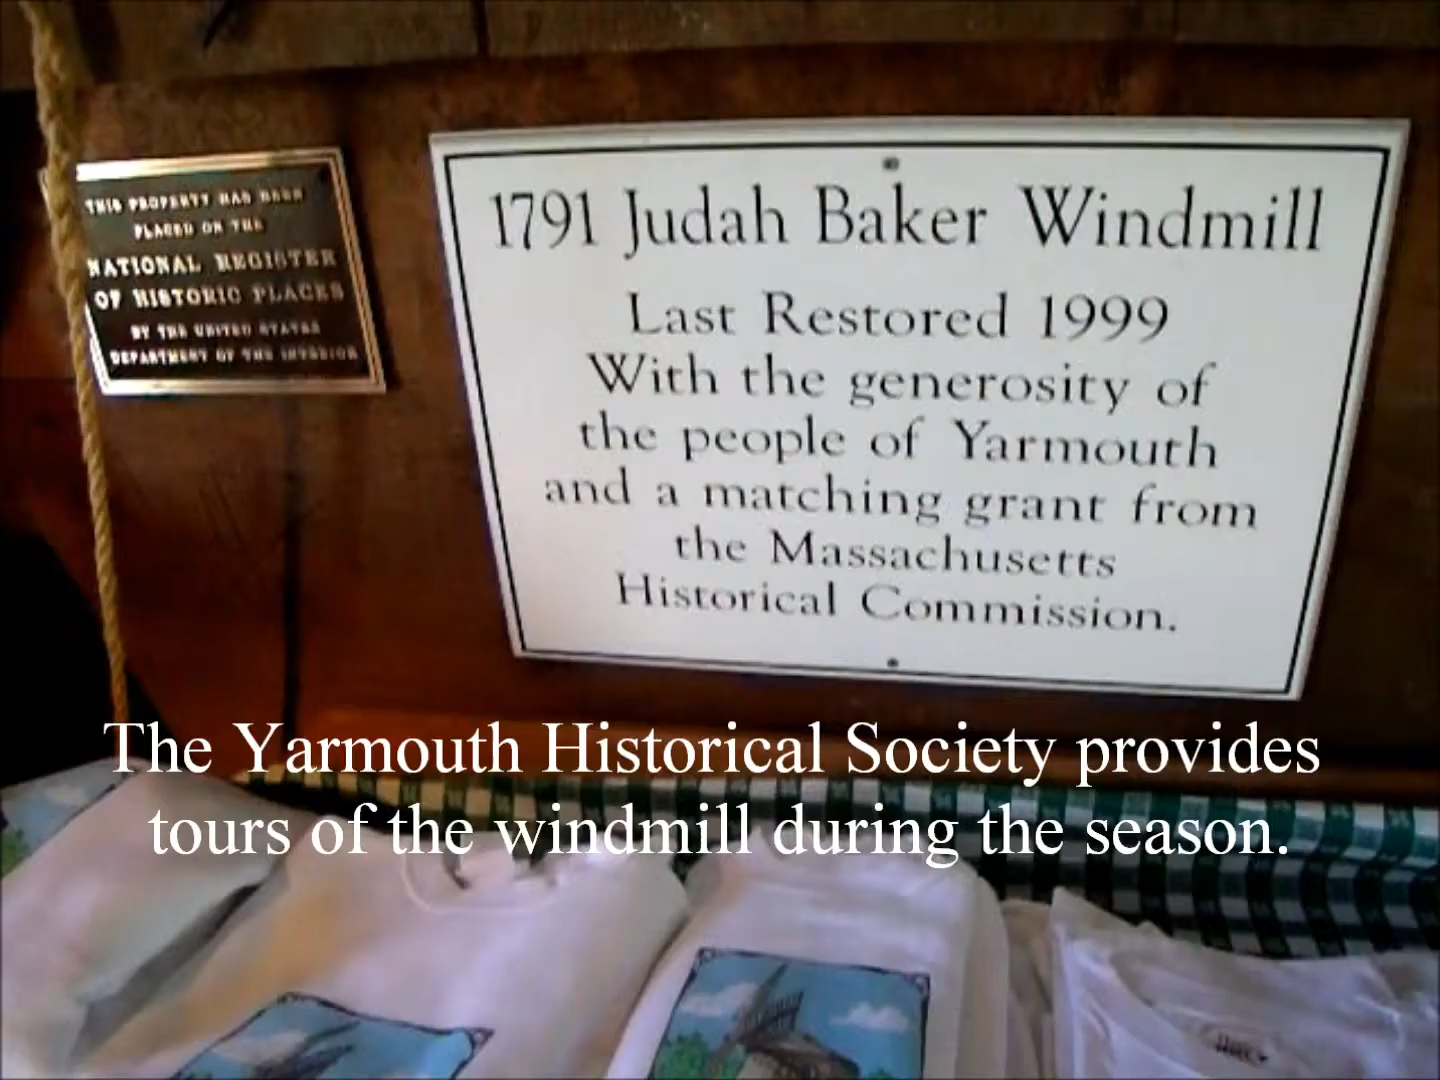 THIS PROPERTY HAS BEEN
PLACED ON THE
NATIONAL REGISTER
OF HISTORIC PLACES
BY THE UNITED STATES
DEPARTMENT OF THE INTERIOR
1791 Judah Baker Windmill
Last Restored 1999
With the generosity of
the people of Yarmouth
and a matching grant from
the Massachusetts
Historical Commission.
The Yarmouth Historical Society provides
tours of the windmill during the season.